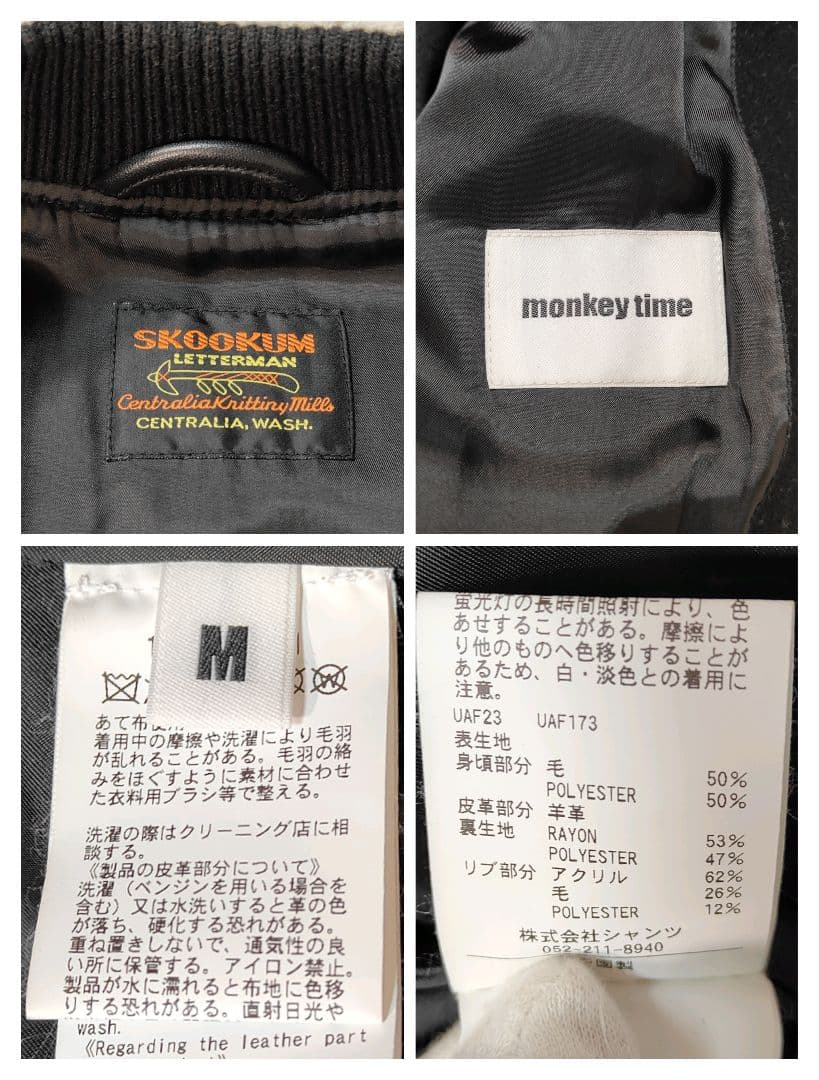 SKOOKUM
LETTERMAN
Centralia Knitting Mills
CENTRALIA, WASH.
monkey time
M
あて布使用
着用中の摩擦や洗濯により毛羽
が乱れることがある。毛羽の絡
みをほぐすように素材に合わせ
た衣料用ブラシ等で整える。
洗濯の際はクリーニング店に相
談する。
《製品の皮革部分について》
洗濯（ベンジンを用いる場合を
含む）又は水洗いすると革の色
が落ち、硬化する恐れがある。
重ね置きしないで、通気性の良
い所に保管する。アイロン禁止。
製品が水に濡れると布地に色移
りする恐れがある。直射日光や
wash.
《Regarding the leather part
蛍光灯の長時間照射により、色
あせすることがある。摩擦によ
り他のものへ色移りすることが
あるため、白・淡色との着用に
注意。
UAF23 UAF173
表生地
身頃部分 毛 50%
POLYESTER 50%
皮革部分 羊革
裏生地 RAYON 53%
POLYESTER 47%
リブ部分 アクリル 62%
毛 26%
POLYESTER 12%
株式会社シャンツ
052-211-8940
国製